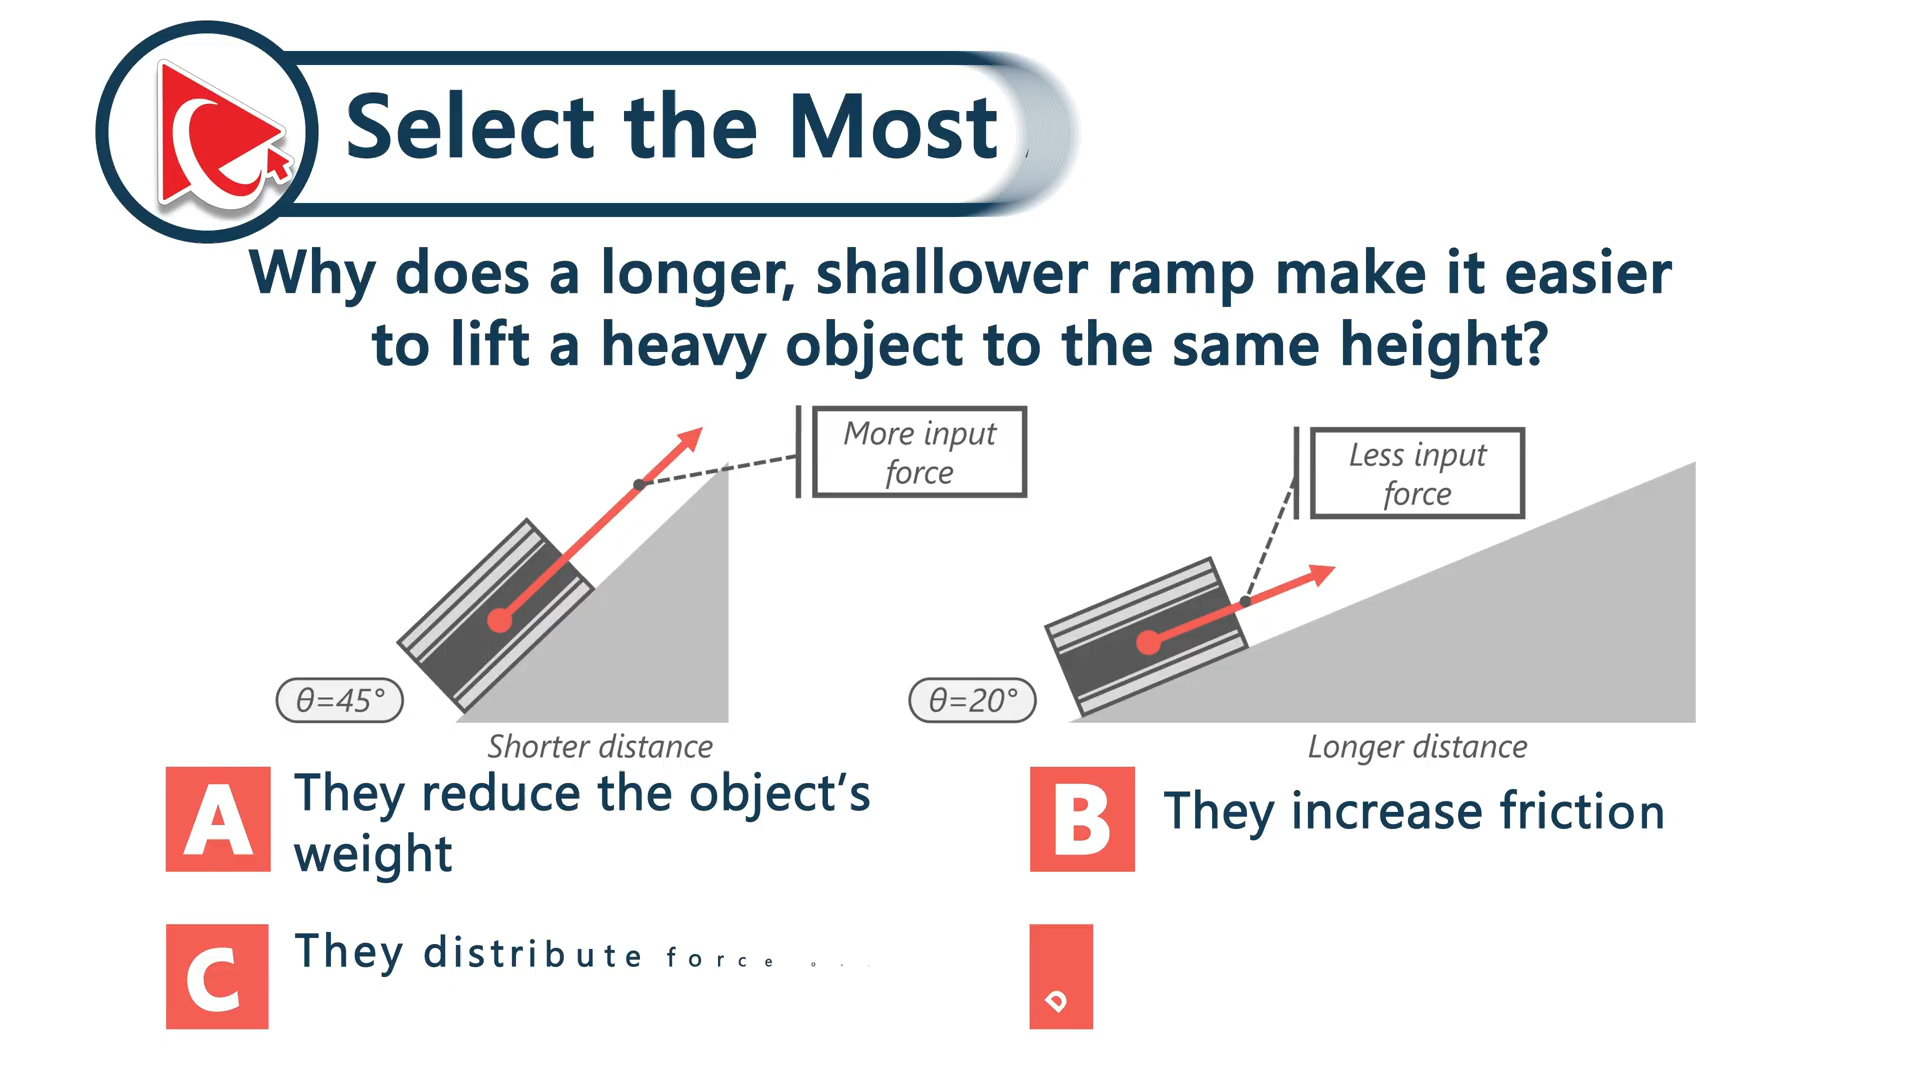 Select the Most
Why does a longer, shallower ramp make it easier
to lift a heavy object to the same height?
More input
force
Less input
force
θ=45°
θ=20°
Shorter distance
Longer distance
A
They reduce the object's
weight
B
They increase friction
C
They distribute force
D